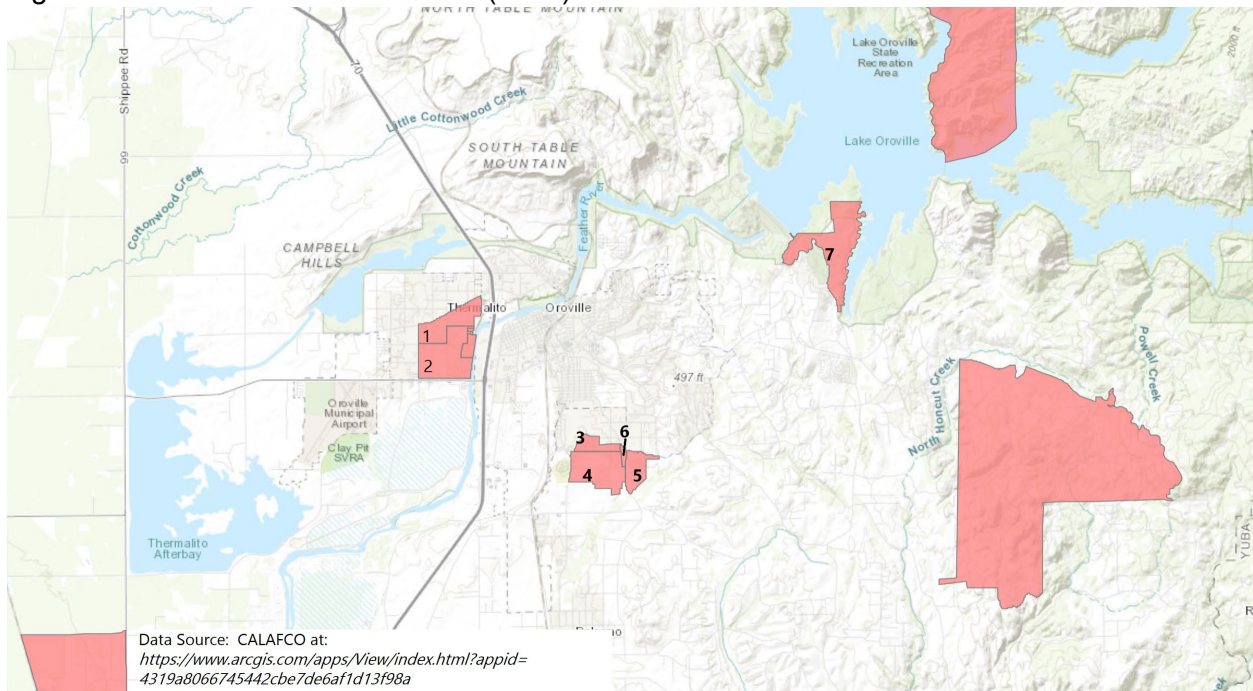 NORTH TABLE MOUNTAIN
Lake Oroville
State
Recreation
Area
2000 ft
Shippee Rd
70
Little Cottonwood Creek
99
SOUTH TABLE
MOUNTAIN
Lake Oroville
Cottonwood Creek
Feather River
CAMPBELL
HILLS
7
Thermalito
Oroville
1
2
Powell Creek
497 ft
North Honcut Creek
Oroville
Municipal
Airport
Clay Pit
SVRA
3
6
4
5
Thermalito
Afterbay
YUBA
Data Source: CALAFCO at:
https://www.arcgis.com/apps/View/index.html?appid=
4319a8066745442cbe7de6af1d13f98a